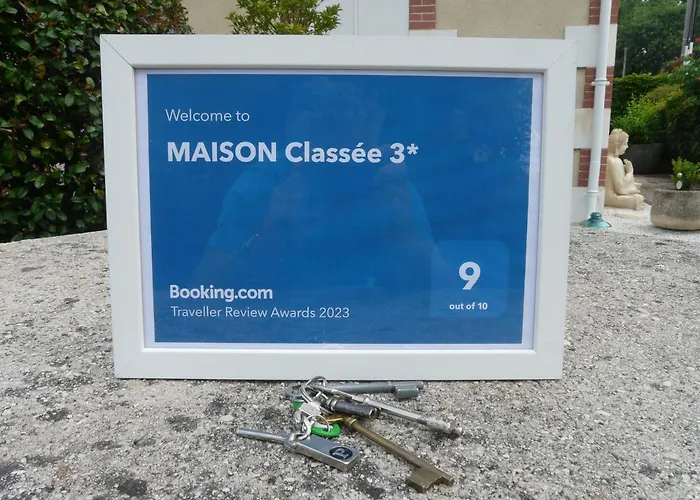 Welcome to
MAISON Classée 3*
Booking.com
Traveller Review Awards 2023
9
out of 10